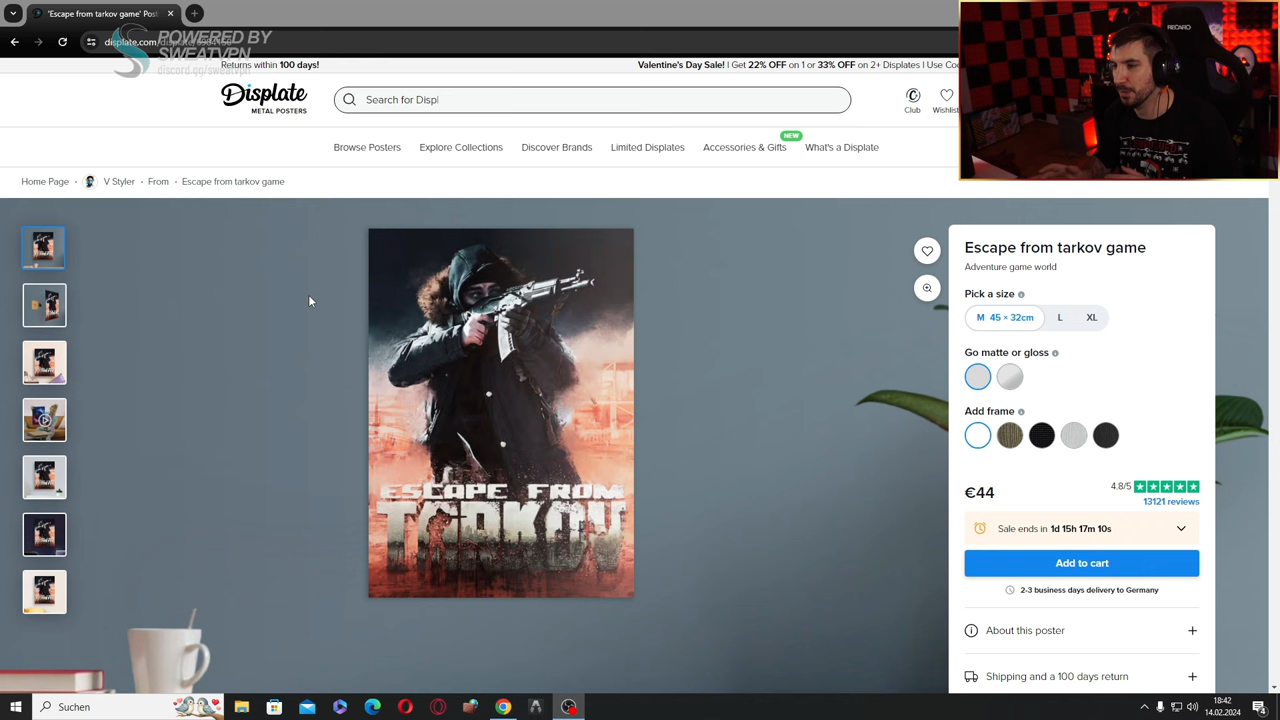 'Escape from tarkov game' Post
displate.com/displate/
POWERED BY
SWEATVPN
discord.gg/sweatvpn
Returns within 100 days!
Valentine's Day Sale! | Get 22% OFF on 1 or 33% OFF on 2+ Displates | Use Co
Displate
METAL POSTERS
Search for Displ
Club
Wishlist
Browse Posters
Explore Collections
Discover Brands
Limited Displates
Accessories & Gifts
NEW
What's a Displate
Home Page
V Styler
From
Escape from tarkov game
RECARO
ESCAPE FROM
TARKOV
Escape from tarkov game
Adventure game world
Pick a size
M 45 × 32cm
L
XL
Go matte or gloss
Add frame
€44
4.8/5
13121 reviews
Sale ends in 1d 15h 17m 10s
Add to cart
2-3 business days delivery to Germany
About this poster
Shipping and a 100 days return
Suchen
18:42
14.02.2024
4